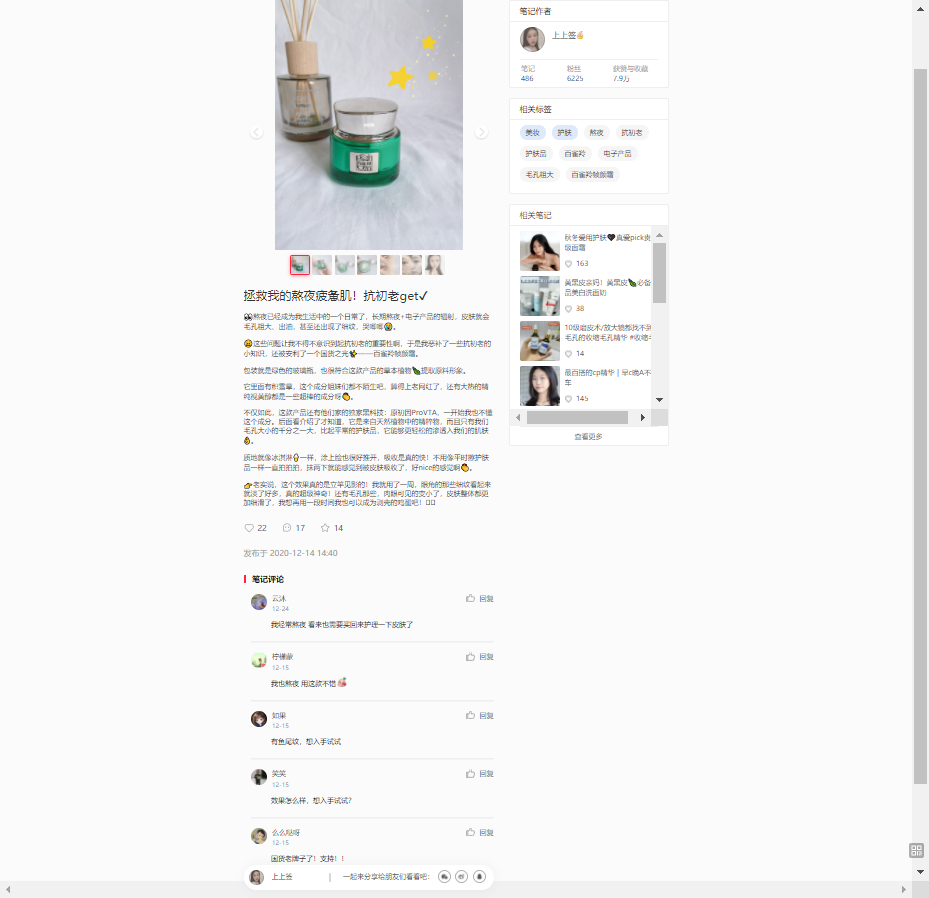 拯救我的熬夜疲惫肌！抗初老get✓
👀熬夜已经成为我生活中的一个日常了，长期熬夜+电子产品的辐射，皮肤就会
毛孔粗大、出油，甚至还出现了细纹，哭唧唧😭。
😩这些问题让我不得不意识到起抗初老的重要性啊，于是我恶补了一些抗初老的
小知识，还被安利了一个国货之光🌿——百雀羚帧颜霜。
包装就是绿色的玻璃瓶，也很符合这款产品的草本植物🌿提取原料形象。
它里面有积雪草，这个成分姐妹们都不陌生吧，算得上老网红了，还有大热的精
纯视黄醇都是一些超棒的成分呀👏。
不仅如此，这款产品还有他们家的独家黑科技：原初因ProVTA，一开始我也不懂
这个成分。后面看介绍了才知道，它是来自天然植物中的精粹物，而且只有我们
毛孔大小的千分之一大，比起平常的护肤品，它能够更轻松的渗透入我们的肌肤
👌。
质地就像冰淇淋🍦一样，涂上脸也很好推开，吸收是真的快！不用像平时擦护肤
品一样一直拍拍拍，抹两下就能感觉到被皮肤吸收了，好nice的感觉啊👏。
👉老实说，这个效果真的是立竿见影的！我就用了一周，眼角的那些细纹看起来
就淡了好多，真的超级神奇！还有毛孔那些，肉眼可见的变小了，皮肤整体都更
加细滑了，我想再用一段时间我也可以成为剥壳的鸡蛋吧！
22 17 14
发布于 2020-12-14 14:40
笔记评论
云沐
回复
12-24
我经常熬夜 看来也需要买回来护理一下皮肤了
柠檬蔌
回复
12-15
我也熬夜 用这款不错
如果
回复
12-15
有鱼尾纹，想入手试试
笑笑
回复
12-15
效果怎么样，想入手试试?
么么哒呀
回复
12-15
国货老牌子了！支持！！
上上签 | 一起来分享给朋友们看看吧：
笔记作者
上上签
笔记 粉丝 获赞与收藏
486 6225 7.9万
相关标签
美妆 护肤 熬夜 抗初老
护肤品 百雀羚 电子产品
毛孔粗大 百雀羚帧颜霜
相关笔记
秋冬爱用护肤🖤真爱pick贵
级面霜
163
黄黑皮亲妈！黄黑皮🌿必备
品美白洗面奶
38
10级磨皮术/放大镜都找不到
毛孔的收缩毛孔精华 #收缩
14
最百搭的cp精华｜早c晚A不
车
145
查看更多